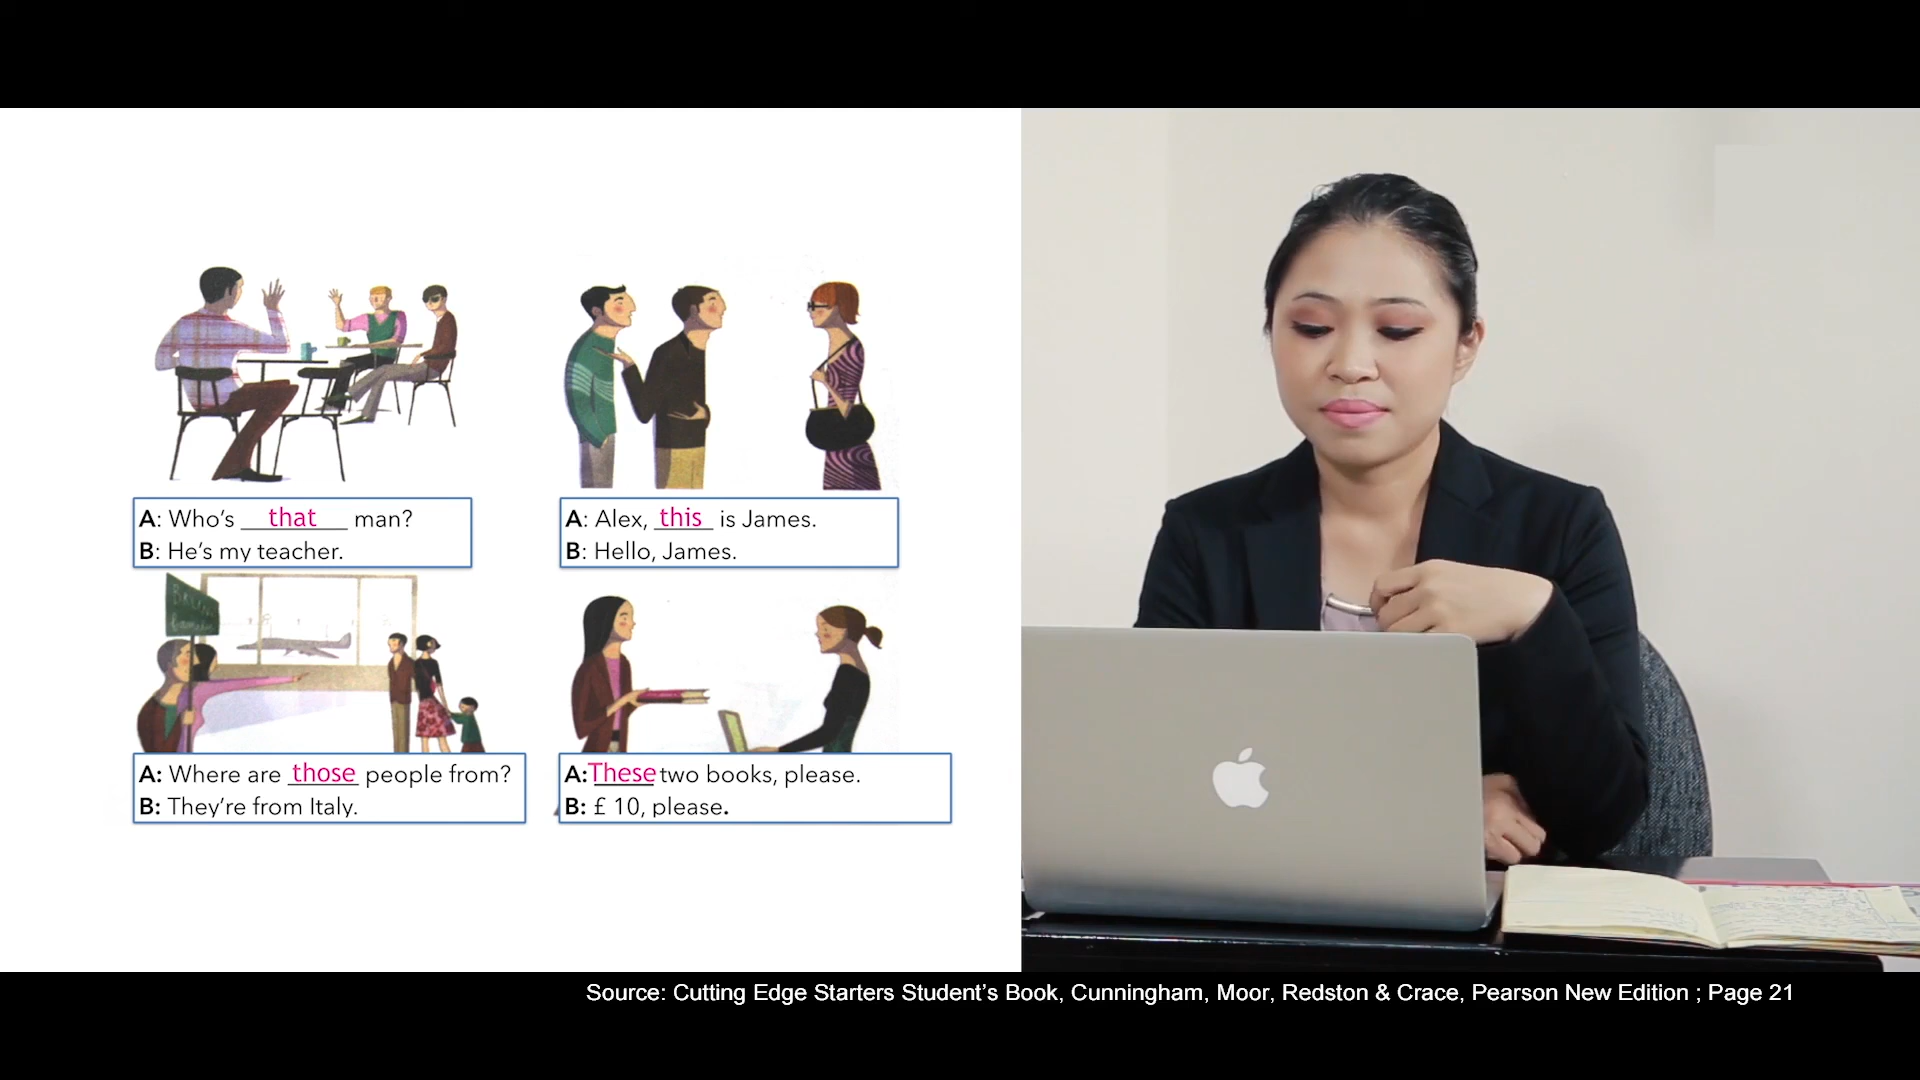 A: Who's that man?
B: He's my teacher.
A: Alex, this is James.
B: Hello, James.
A: Where are those people from?
B: They're from Italy.
A: These two books, please.
B: £ 10, please.
Source: Cutting Edge Starters Student's Book, Cunningham, Moor, Redston & Crace, Pearson New Edition ; Page 21